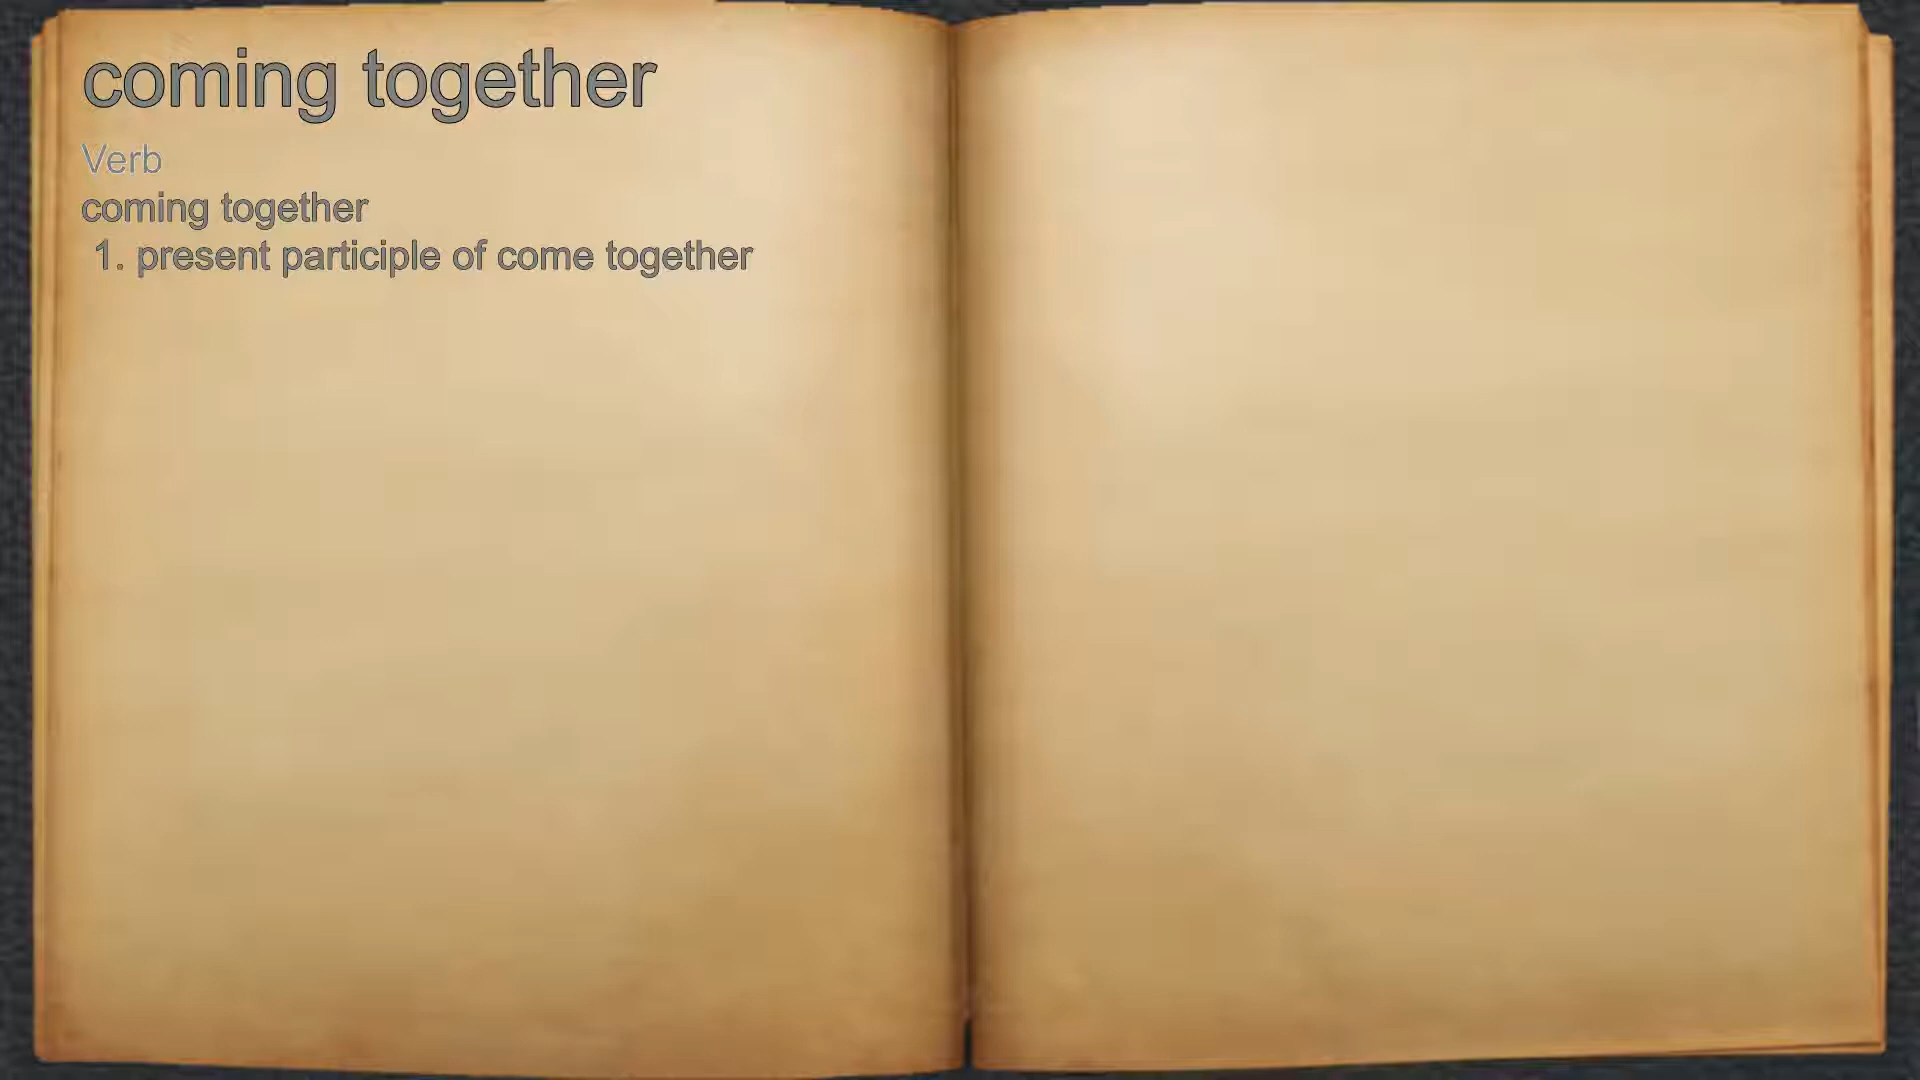 coming together
Verb
coming together
1. present participle of come together